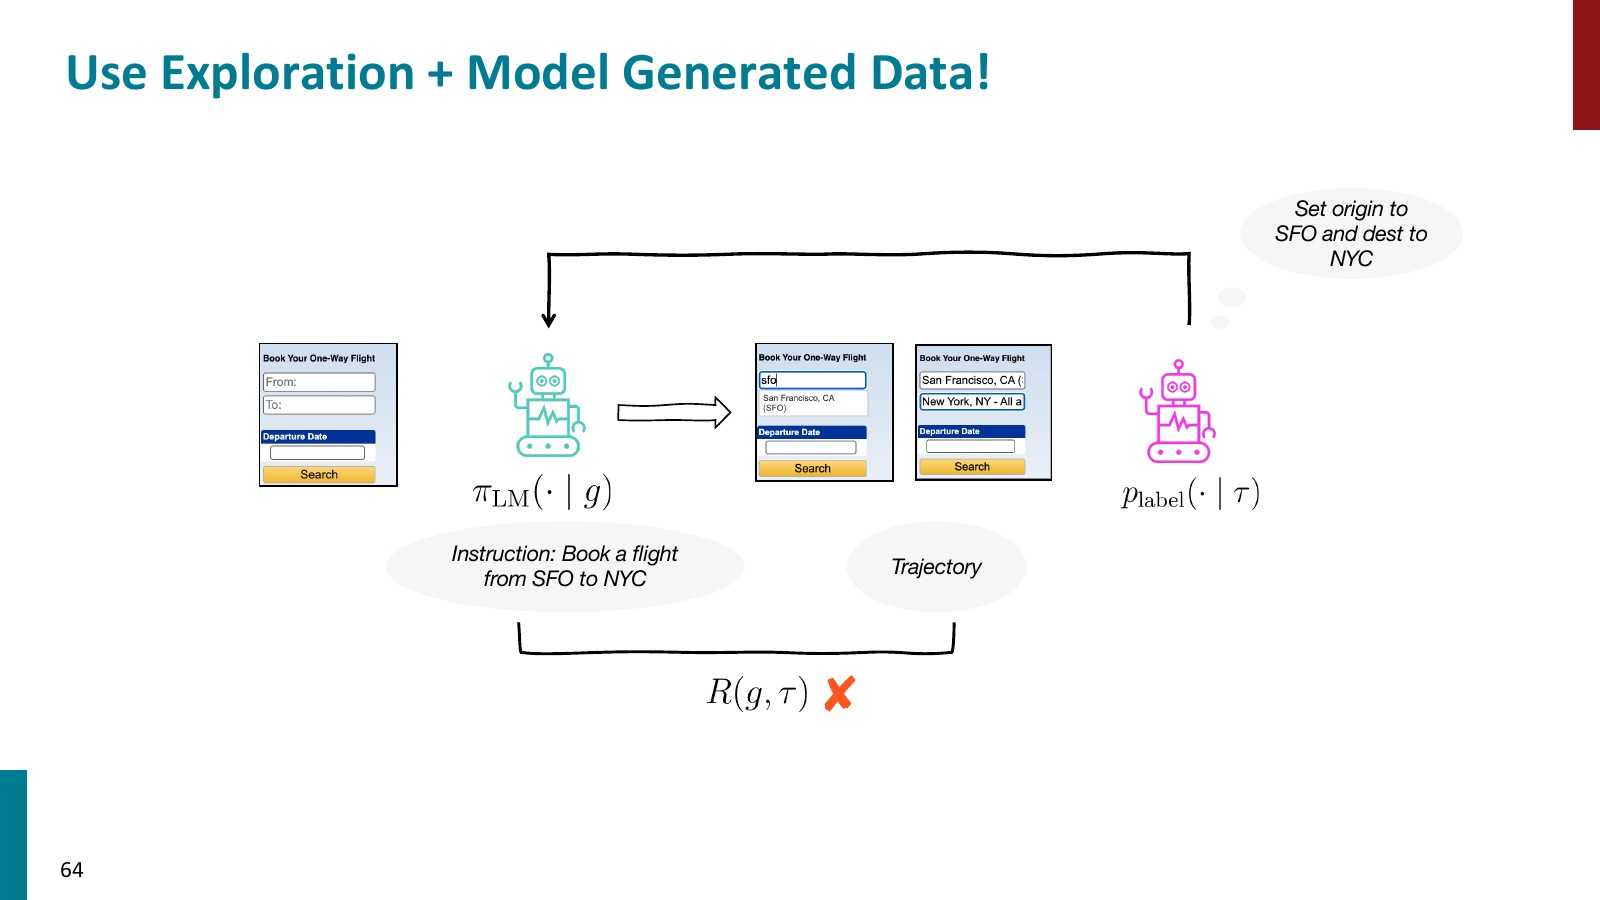 Use Exploration + Model Generated Data!
Set origin to
SFO and dest to
NYC
Book Your One-Way Flight
From:
To:
Departure Date
Search
π_LM(· | g)
Book Your One-Way Flight
sfo
San Francisco, CA
(SFO)
Departure Date
Search
Book Your One-Way Flight
San Francisco, CA (
New York, NY - All a
Departure Date
Search
p_label(· | τ)
Instruction: Book a flight
from SFO to NYC
Trajectory
R(g, τ) ✘
64